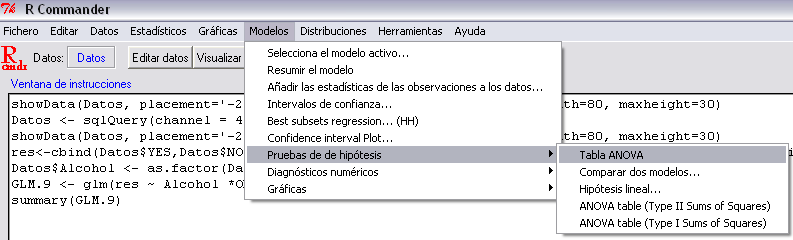 R Commander
Fichero Editar Datos Estadísticos Gráficas Modelos Distribuciones Herramientas Ayuda
R cmdr Datos: Datos Editar datos Visualizar
Selecciona el modelo activo...
Resumir el modelo
Añadir las estadísticas de las observaciones a los datos...
Intervalos de confianza...
Best subsets regression... (HH)
Confidence interval Plot...
Pruebas de de hipótesis
Diagnósticos numéricos
Gráficas
Tabla ANOVA
Comparar dos modelos...
Hipótesis lineal...
ANOVA table (Type II Sums of Squares)
ANOVA table (Type I Sums of Squares)
Ventana de instrucciones
showData(Datos, placement='-2 th=80, maxheight=30)
Datos <- sqlQuery(channel = 4
showData(Datos, placement='-2 th=80, maxheight=30)
res<-cbind(Datos$YES,Datos$NO
Datos$Alcohol <- as.factor(Da
GLM.9 <- glm(res ~ Alcohol *O
summary(GLM.9)